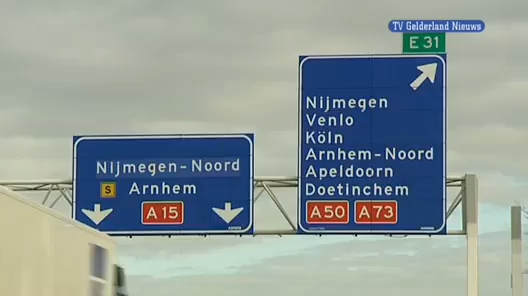 TV Gelderland Nieuws
E 31
Nijmegen
Venlo
Köln
Arnhem-Noord
Apeldoorn
Doetinchem
A50 A73
Nijmegen-Noord
S Arnhem
A15